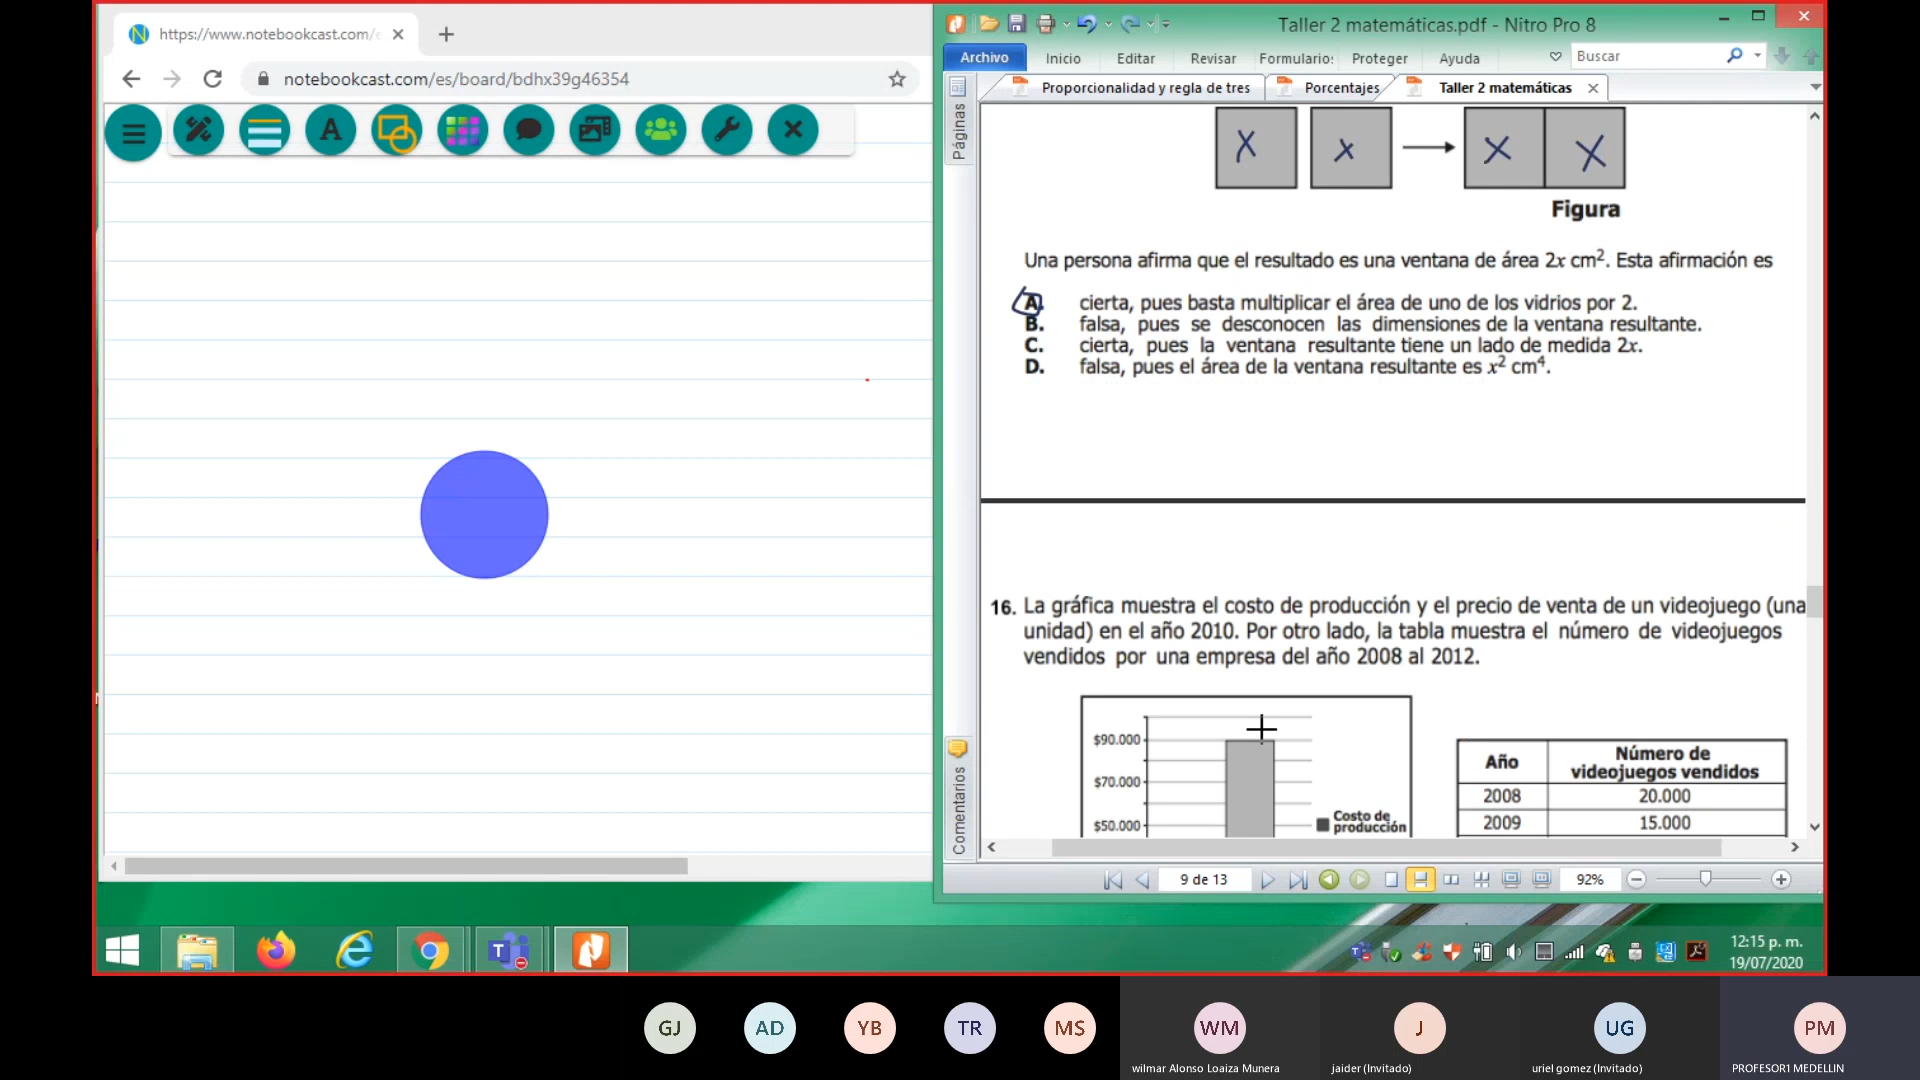 https://www.notebookcast.com/e
notebookcast.com/es/board/bdhx39g46354
A
Taller 2 matemáticas.pdf - Nitro Pro 8
Archivo Inicio Editar Revisar Formulario: Proteger Ayuda Buscar
Proporcionalidad y regla de tres Porcentajes Taller 2 matemáticas
Páginas
X x X X
Figura
Una persona afirma que el resultado es una ventana de área 2x cm². Esta afirmación es
A. cierta, pues basta multiplicar el área de uno de los vidrios por 2.
B. falsa, pues se desconocen las dimensiones de la ventana resultante.
C. cierta, pues la ventana resultante tiene un lado de medida 2x.
D. falsa, pues el área de la ventana resultante es x² cm⁴.
16. La gráfica muestra el costo de producción y el precio de venta de un videojuego (una
unidad) en el año 2010. Por otro lado, la tabla muestra el número de videojuegos
vendidos por una empresa del año 2008 al 2012.
$90.000
$70.000
$50.000
Costo de
producción
Año Número de
videojuegos vendidos
2008 20.000
2009 15.000
Comentarios
9 de 13
92%
12:15 p. m.
19/07/2020
GJ AD YB TR MS WM J UG PM
wilmar Alonso Loaiza Munera jaider (Invitado) uriel gomez (Invitado) PROFESOR1 MEDELLIN